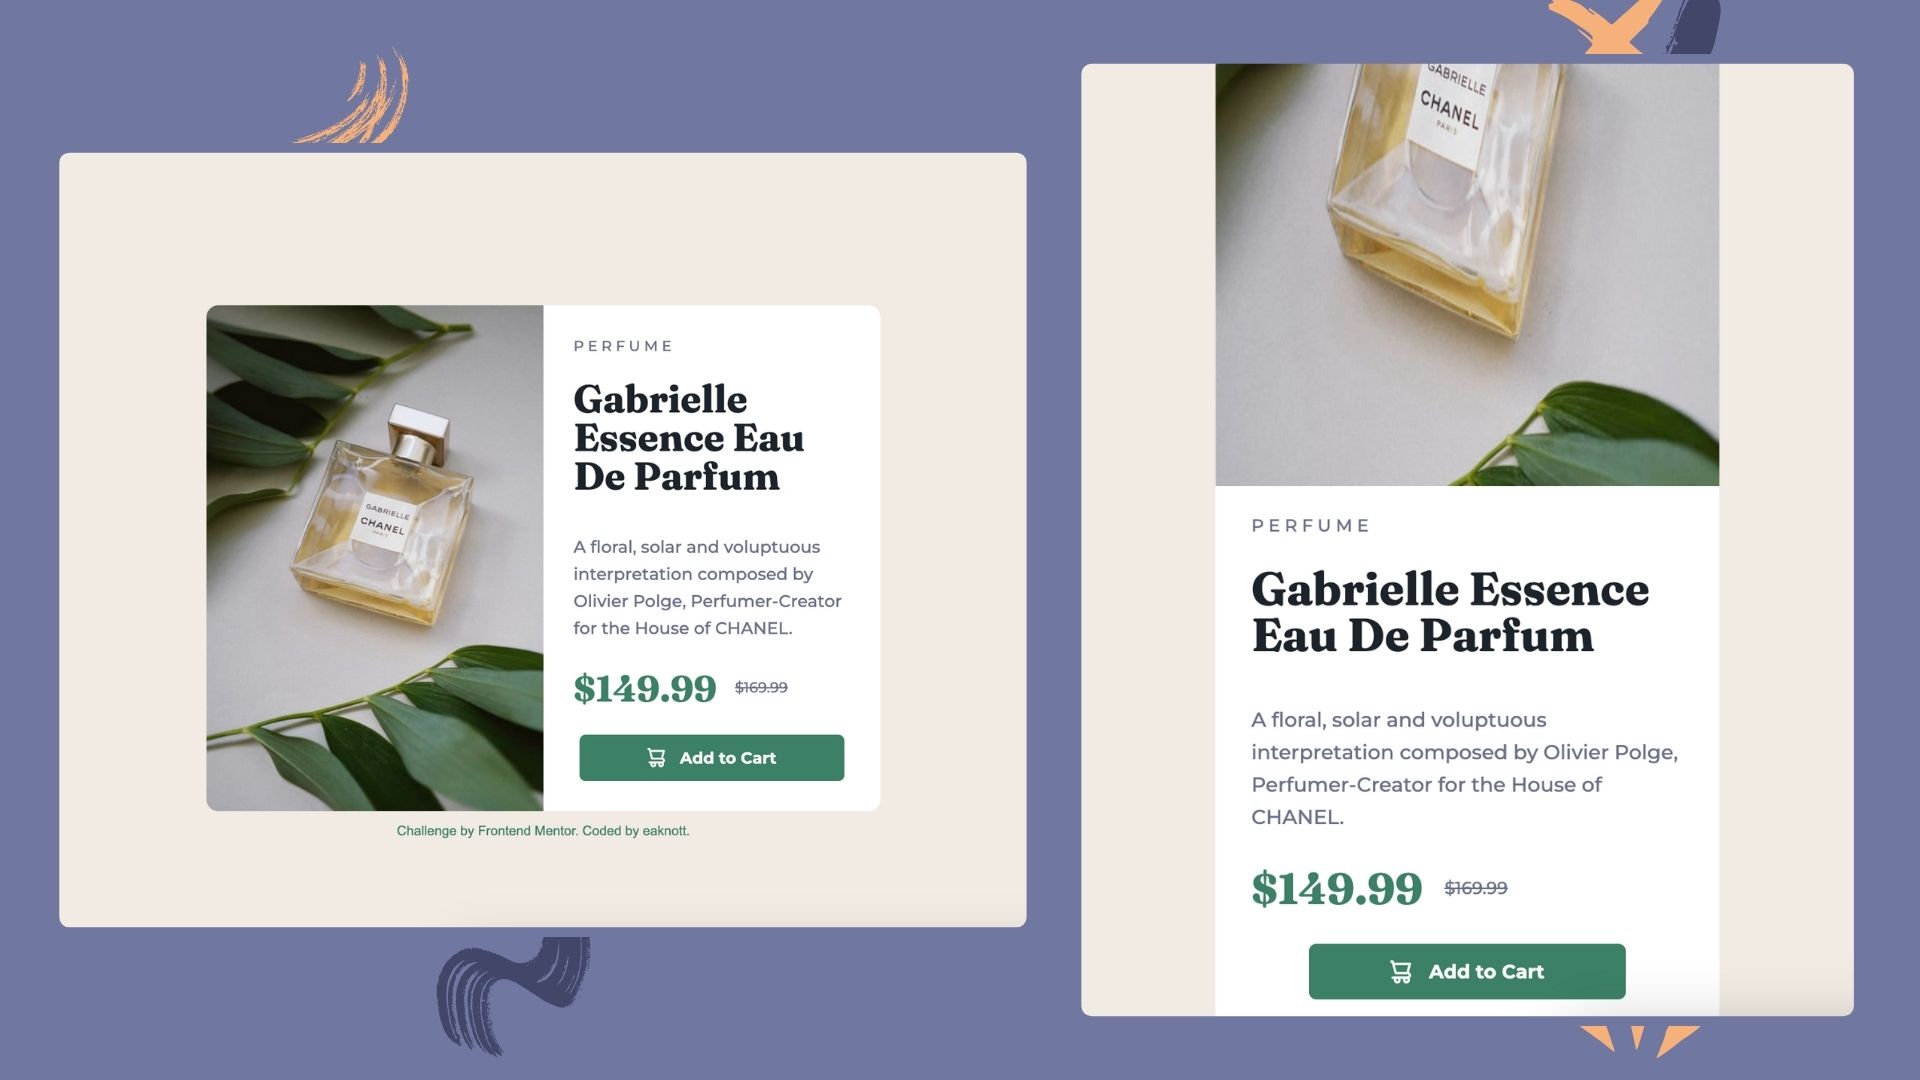 GABRIELLE
CHANEL
PARIS
PERFUME
Gabrielle
Essence Eau
De Parfum
A floral, solar and voluptuous
interpretation composed by
Olivier Polge, Perfumer-Creator
for the House of CHANEL.
$149.99 $169.99
Add to Cart
Challenge by Frontend Mentor. Coded by eaknott.
GABRIELLE
CHANEL
PARIS
PERFUME
Gabrielle Essence
Eau De Parfum
A floral, solar and voluptuous
interpretation composed by Olivier Polge,
Perfumer-Creator for the House of
CHANEL.
$149.99 $169.99
Add to Cart